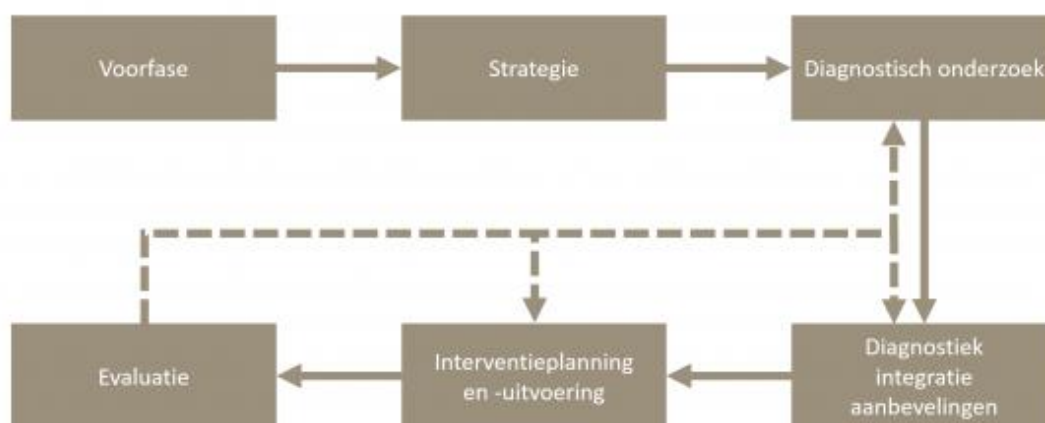 Voorfase
Strategie
Diagnostisch onderzoek
Evaluatie
Interventieplanning
en -uitvoering
Diagnostiek
integratie
aanbevelingen